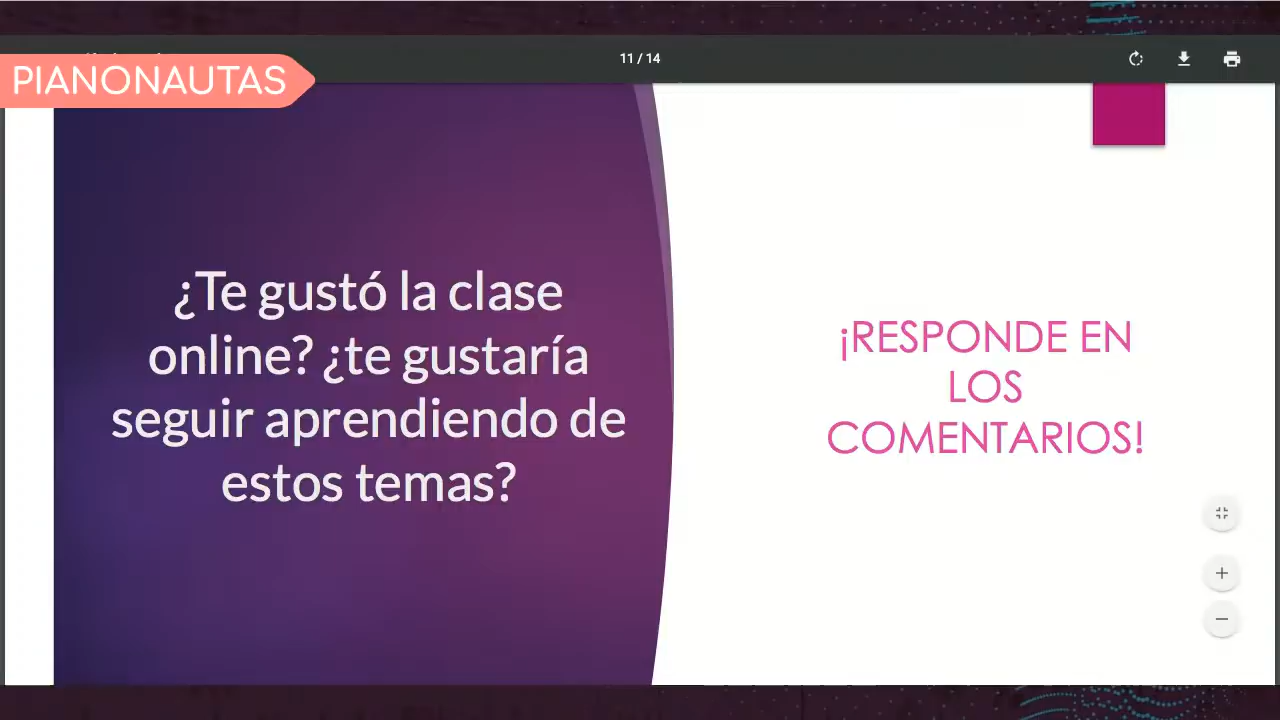 11 / 14
PIANONAUTAS
¿Te gustó la clase
online? ¿te gustaría
seguir aprendiendo de
estos temas?
¡RESPONDE EN
LOS
COMENTARIOS!